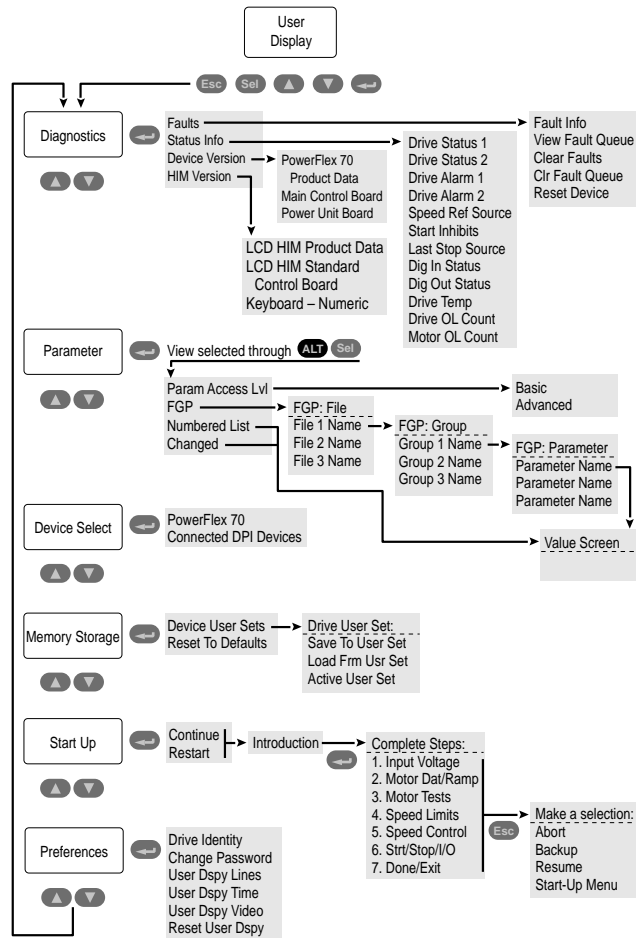 User
Display
Esc Sel
Diagnostics
Faults
Status Info
Device Version
HIM Version
PowerFlex 70
Product Data
Main Control Board
Power Unit Board
LCD HIM Product Data
LCD HIM Standard
Control Board
Keyboard – Numeric
Drive Status 1
Drive Status 2
Drive Alarm 1
Drive Alarm 2
Speed Ref Source
Start Inhibits
Last Stop Source
Dig In Status
Dig Out Status
Drive Temp
Drive OL Count
Motor OL Count
Fault Info
View Fault Queue
Clear Faults
Clr Fault Queue
Reset Device
Parameter
View selected through ALT Sel
Param Access Lvl
FGP
Numbered List
Changed
FGP: File
File 1 Name
File 2 Name
File 3 Name
FGP: Group
Group 1 Name
Group 2 Name
Group 3 Name
Basic
Advanced
FGP: Parameter
Parameter Name
Parameter Name
Parameter Name
Value Screen
Device Select
PowerFlex 70
Connected DPI Devices
Memory Storage
Device User Sets
Reset To Defaults
Drive User Set:
Save To User Set
Load Frm Usr Set
Active User Set
Start Up
Continue
Restart
Introduction
Complete Steps:
1. Input Voltage
2. Motor Dat/Ramp
3. Motor Tests
4. Speed Limits
5. Speed Control
6. Strt/Stop/I/O
7. Done/Exit
Esc
Make a selection:
Abort
Backup
Resume
Start-Up Menu
Preferences
Drive Identity
Change Password
User Dspy Lines
User Dspy Time
User Dspy Video
Reset User Dspy